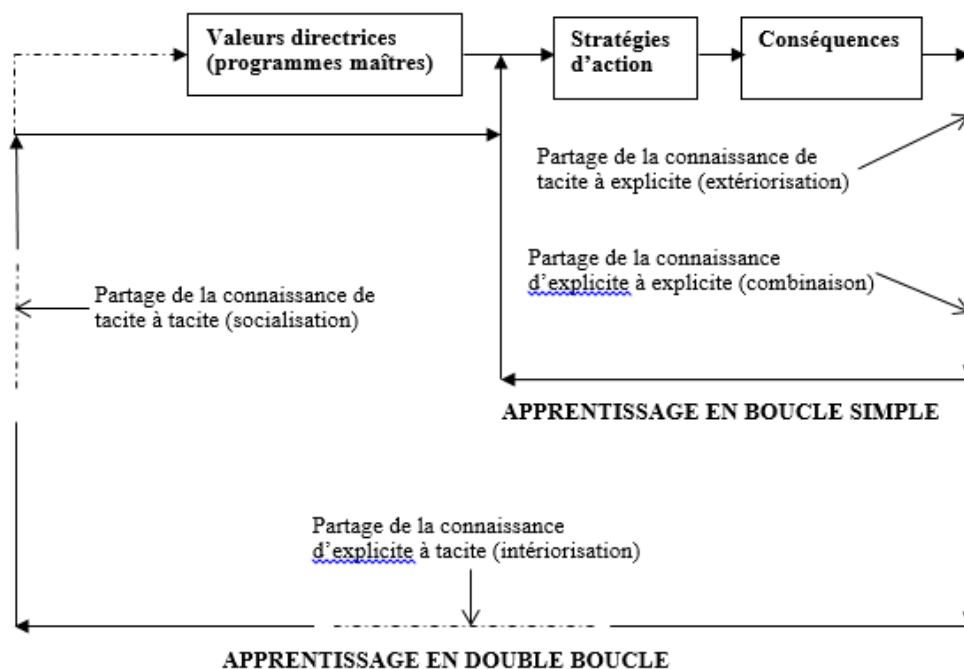 Valeurs directrices
(programmes maîtres)
Stratégies
d’action
Conséquences
Partage de la connaissance de
tacite à explicite (extériorisation)
Partage de la connaissance
d’explicite à explicite (combinaison)
Partage de la connaissance de
tacite à tacite (socialisation)
APPRENTISSAGE EN BOUCLE SIMPLE
Partage de la connaissance
d’explicite à tacite (intériorisation)
APPRENTISSAGE EN DOUBLE BOUCLE